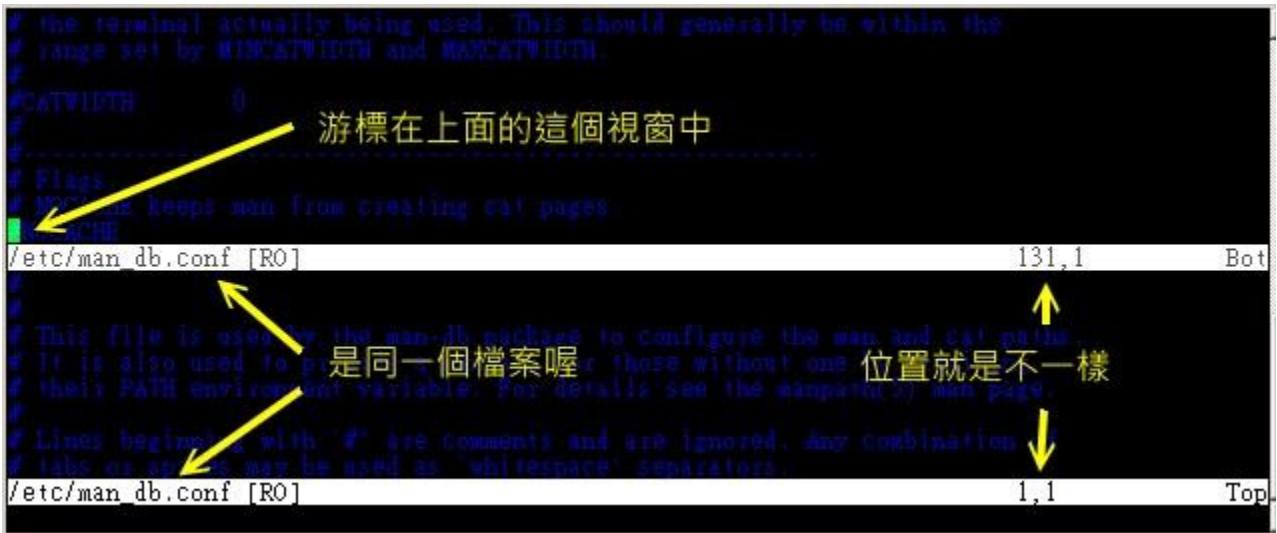 # the terminal actually being used. This should generally be within the
# range set by MINCATWIDTH and MAXCATWIDTH.
#
#CATWIDTH 0
#
游標在上面的這個視窗中
#---------------------------------------------------------
# Flags.
# NOCACHE keeps man from creating cat pages.
#NOCACHE
/etc/man_db.conf [RO] 131,1 Bot
#
#
# This file is used by the man-db package to configure the man and cat paths.
# It is also used to those without one
是同一個檔案喔
位置就是不一樣
# their PATH environment variable. For details see the manpath(5) man page.
#
# Lines beginning with '#' are comments and are ignored. Any combination of
# tabs or spaces may be used as 'whitespace' separators.
/etc/man_db.conf [RO] 1,1 Top